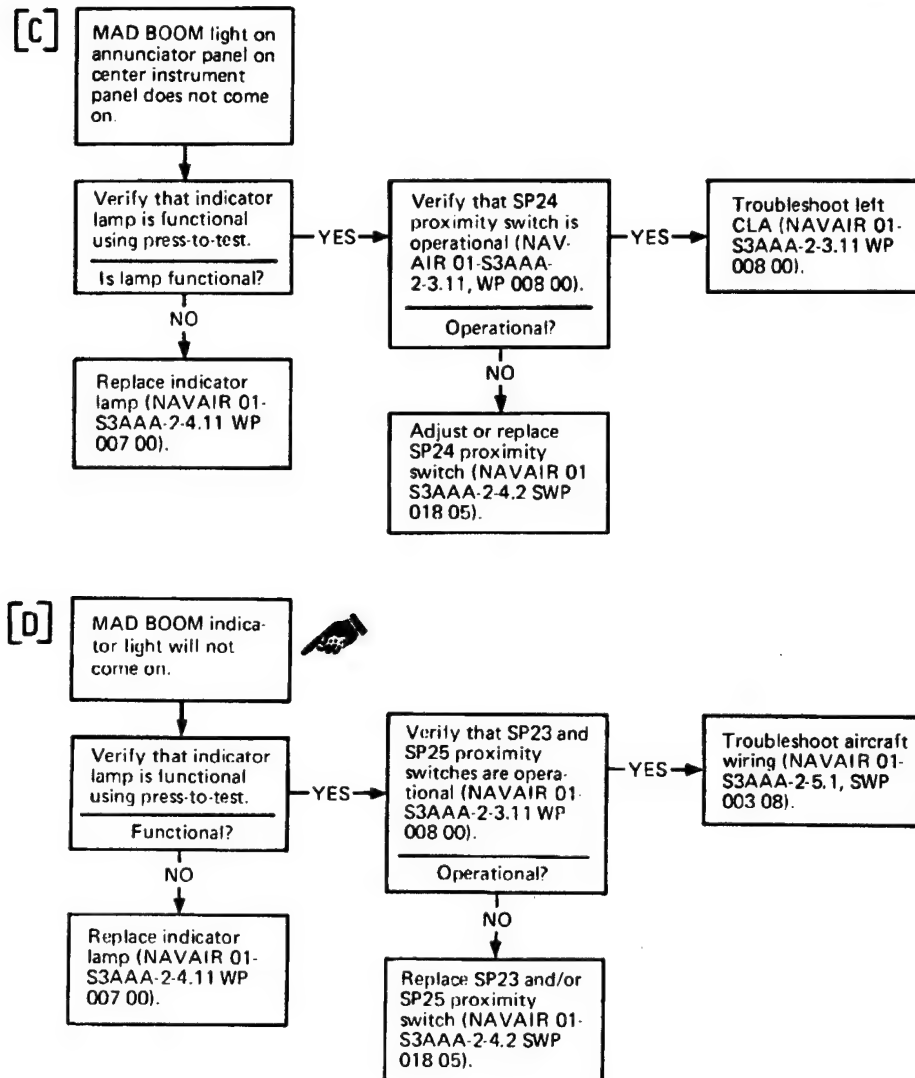 [C]
MAD BOOM light on
annunciator panel on
center instrument
panel does not come
on.
Verify that indicator
lamp is functional
using press-to-test.
Is lamp functional?
YES
Verify that SP24
proximity switch is
operational (NAV-
AIR 01-S3AAA-
2-3.11, WP 008 00).
Operational?
YES
Troubleshoot left
CLA (NAVAIR 01-
S3AAA-2-3.11 WP
008 00).
NO
Replace indicator
lamp (NAVAIR 01-
S3AAA-2-4.11 WP
007 00).
NO
Adjust or replace
SP24 proximity
switch (NAVAIR 01
S3AAA-2-4.2 SWP
018 05).
[D]
MAD BOOM indica-
tor light will not
come on.
Verify that indicator
lamp is functional
using press-to-test.
Functional?
YES
Verify that SP23 and
SP25 proximity
switches are opera-
tional (NAVAIR 01-
S3AAA-2-3.11 WP
008 00).
Operational?
YES
Troubleshoot aircraft
wiring (NAVAIR 01-
S3AAA-2-5.1, SWP
003 08).
NO
Replace indicator
lamp (NAVAIR 01-
S3AAA-2-4.11 WP
007 00).
NO
Replace SP23 and/or
SP25 proximity
switch (NAVAIR 01-
S3AAA-2-4.2 SWP
018 05).